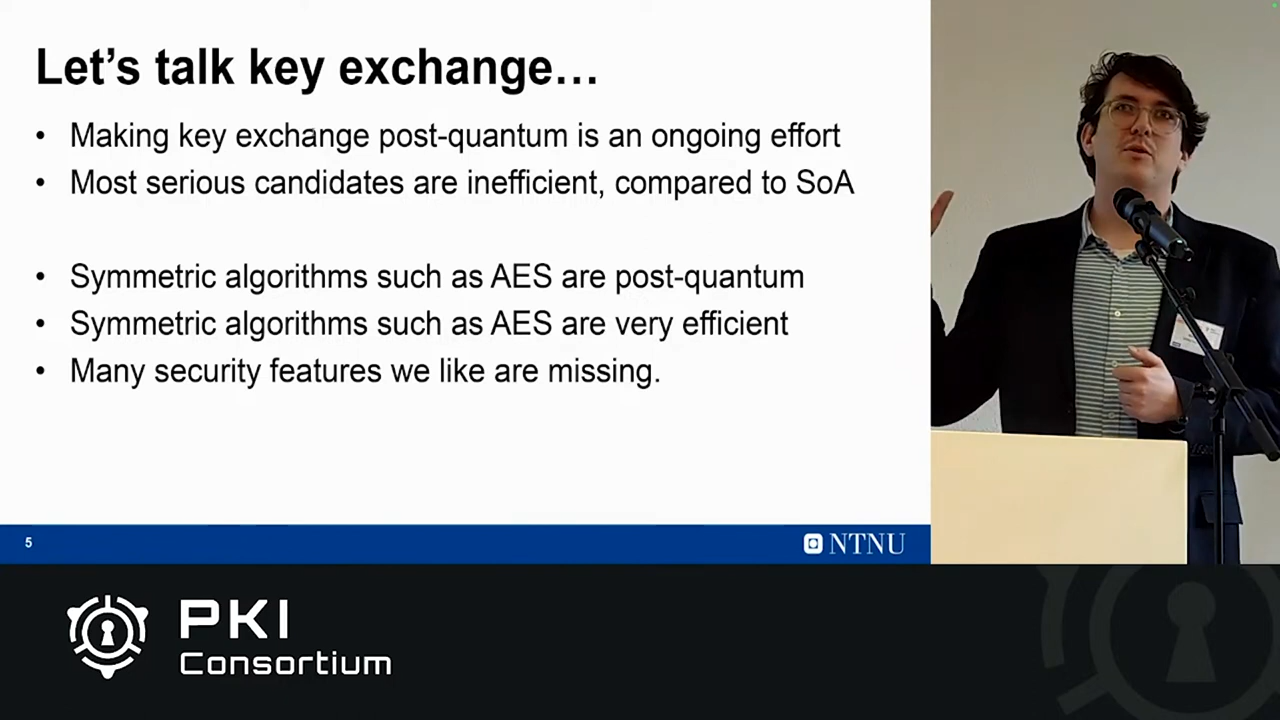 Let's talk key exchange…
• Making key exchange post-quantum is an ongoing effort
• Most serious candidates are inefficient, compared to SoA
• Symmetric algorithms such as AES are post-quantum
• Symmetric algorithms such as AES are very efficient
• Many security features we like are missing.
5
NTNU
PKI
Consortium